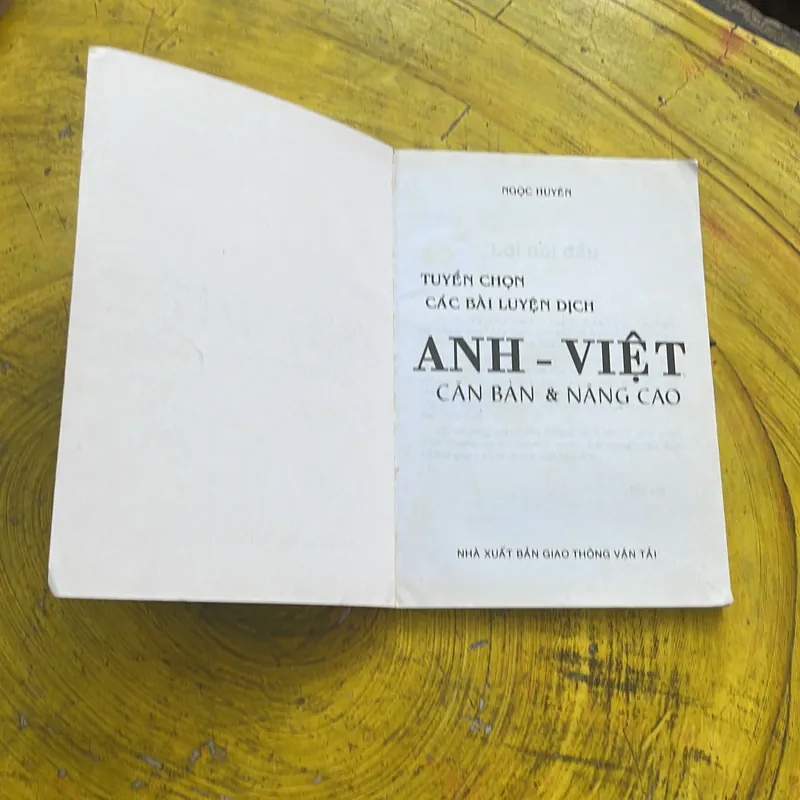 NGỌC HUYÊN
TUYỂN CHỌN
CÁC BÀI LUYỆN DỊCH
ANH - VIỆT
CĂN BẢN & NÂNG CAO
NHÀ XUẤT BẢN GIAO THÔNG VẬN TẢI